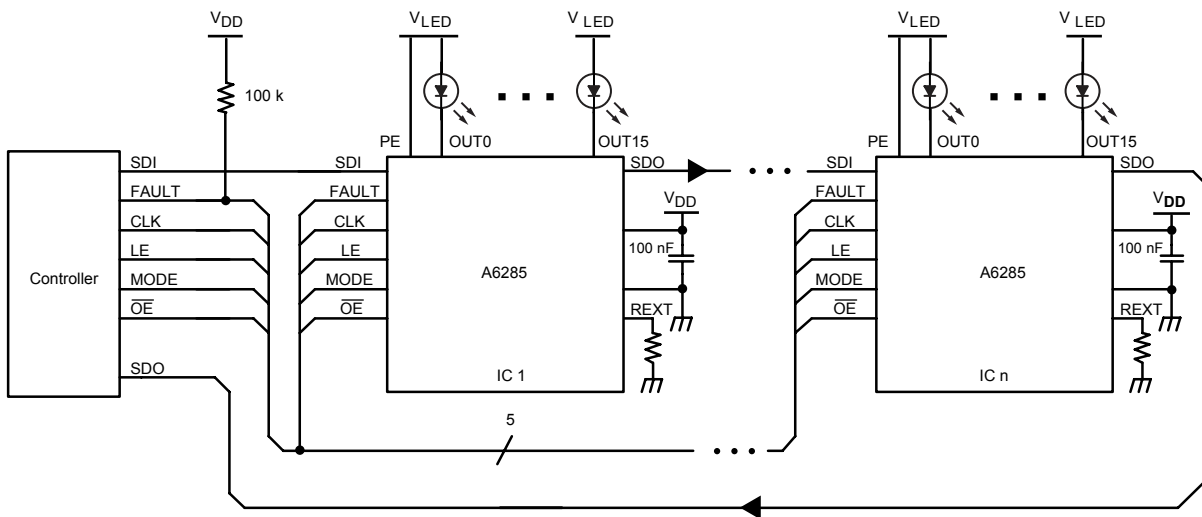 VDD
VLED
V LED
VLED
VLED
100 k
PE
OUT0
OUT15
PE
OUT0
OUT15
SDI
SDI
SDO
SDI
SDO
FAULT
FAULT
FAULT
VDD
VDD
CLK
CLK
CLK
100 nF
100 nF
LE
LE
LE
Controller
A6285
A6285
MODE
MODE
MODE
OE
OE
REXT
OE
REXT
SDO
IC 1
IC n
5